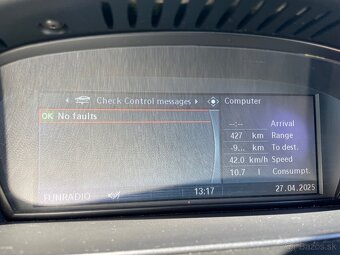 Check Control messages
Computer
OK No faults
--:-- Arrival
427 km Range
-9... km To dest.
42.0 km/h Speed
10.7 l Consumpt.
FUNRADIO
13:17
27.04.2025